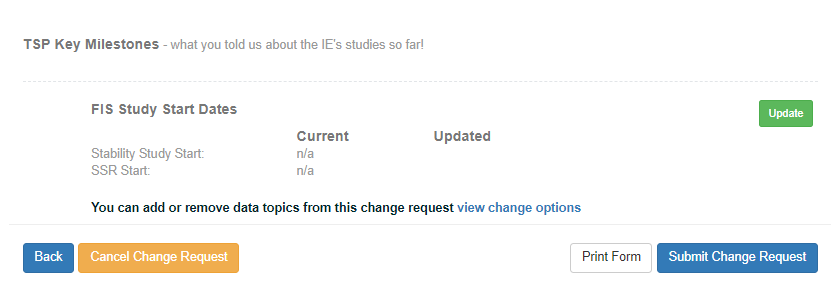 TSP Key Milestones - what you told us about the IE's studies so far!
FIS Study Start Dates
Update
Current Updated
Stability Study Start: n/a
SSR Start: n/a
You can add or remove data topics from this change request view change options
Back Cancel Change Request Print Form Submit Change Request